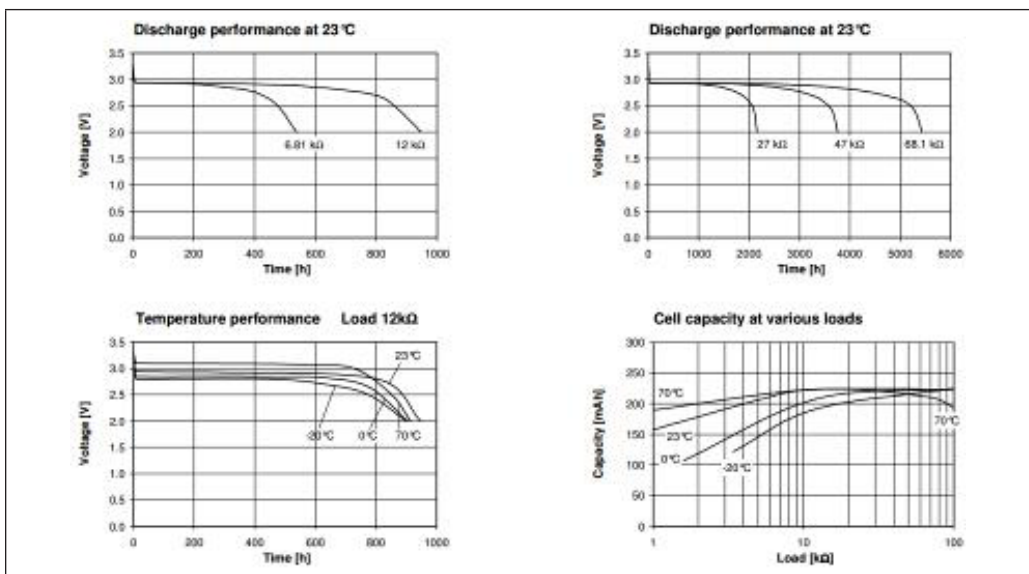 Discharge performance at 23°C
3.5
3.0
2.5
2.0
1.5
1.0
0.5
0.0
Voltage [V]
6.81 kΩ
12 kΩ
0 200 400 600 800 1000
Time [h]
Discharge performance at 23°C
3.5
3.0
2.5
2.0
1.5
1.0
0.5
0.0
Voltage [V]
27 kΩ
47 kΩ
68.1 kΩ
0 1000 2000 3000 4000 5000 6000
Time [h]
Temperature performance Load 12kΩ
3.5
3.0
2.5
2.0
1.5
1.0
0.5
0.0
Voltage [V]
23°C
-20°C
0°C
70°C
0 200 400 600 800 1000
Time [h]
Cell capacity at various loads
300
250
200
150
100
50
0
Capacity [mAh]
70°C
23°C
0°C
-20°C
70°C
1 10 100
Load [kΩ]